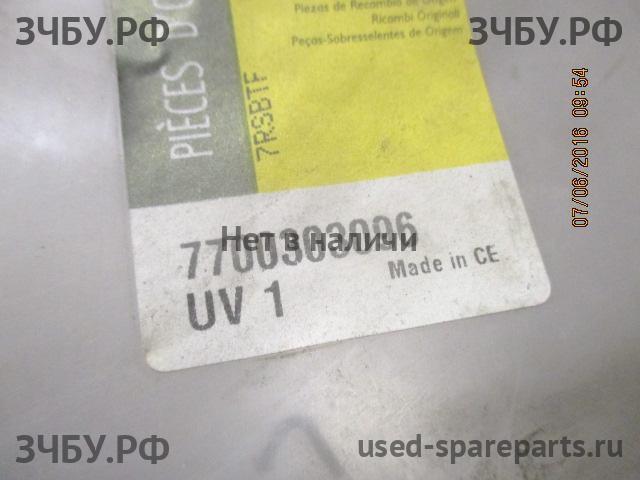 ЗЧБУ.РФ
ЗЧБУ.РФ
Piezas de Recambio de Origen
Ricambi Originali
Peças-Sobresselentes de Origem
PIÈCES D'O
7RSBTF
07/06/2016 09:54
7700303006
Нет в наличи
Made in CE
UV 1
ЗЧБУ.РФ
used-spareparts.ru